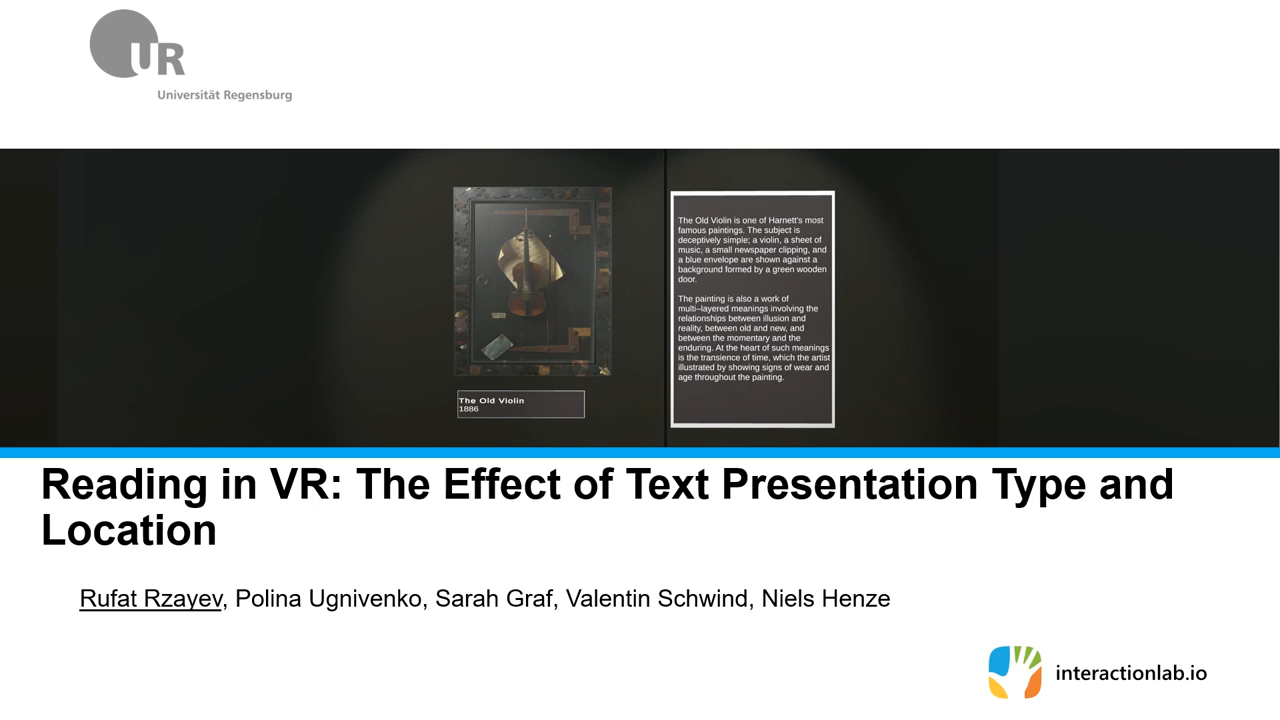 UR
Universität Regensburg
The Old Violin is one of Harnett's most
famous paintings. The subject is
deceptively simple; a violin, a sheet of
music, a small newspaper clipping, and
a blue envelope are shown against a
background formed by a green wooden
door.
The painting is also a work of
multi–layered meanings involving the
relationships between illusion and
reality, between old and new, and
between the momentary and the
enduring. At the heart of such meanings
is the transience of time, which the artist
illustrated by showing signs of wear and
age throughout the painting.
The Old Violin
1886
Reading in VR: The Effect of Text Presentation Type and
Location
Rufat Rzayev, Polina Ugnivenko, Sarah Graf, Valentin Schwind, Niels Henze
interactionlab.io